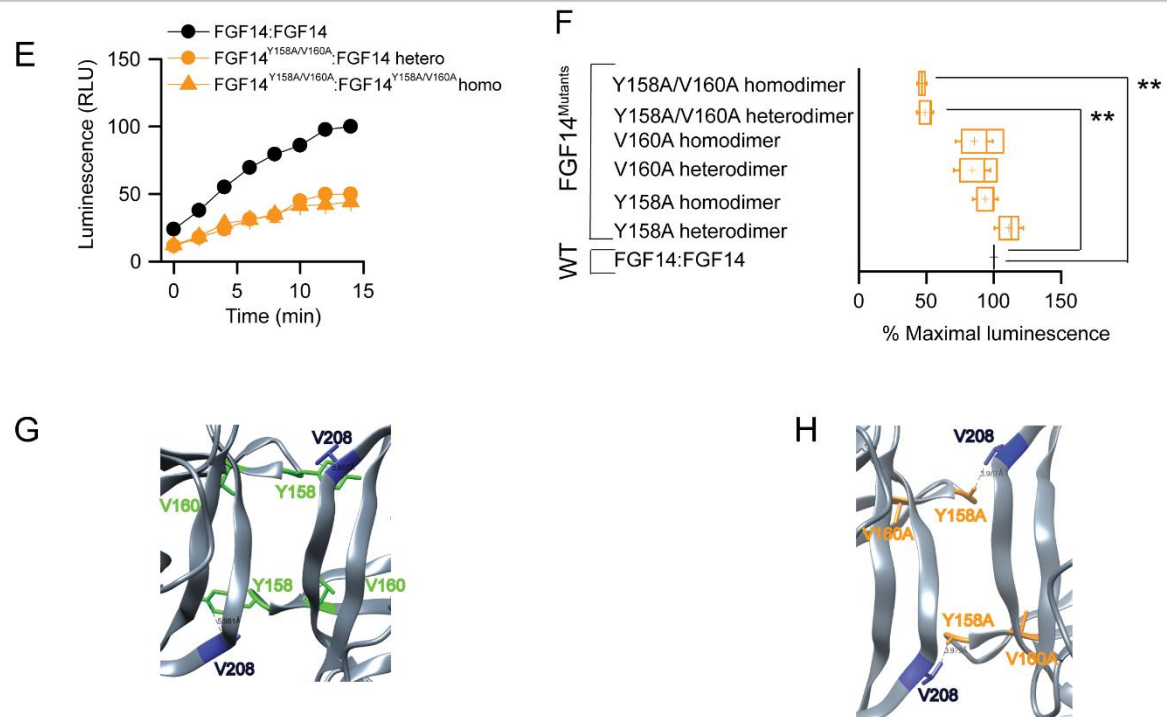 E
FGF14:FGF14
FGF14Y158A/V160A:FGF14 hetero
FGF14Y158A/V160A:FGF14Y158A/V160A homo
Luminescence (RLU)
150
100
50
0
0 5 10 15
Time (min)
F
FGF14Mutants
Y158A/V160A homodimer
Y158A/V160A heterodimer
V160A homodimer
V160A heterodimer
Y158A homodimer
Y158A heterodimer
WT
FGF14:FGF14
**
**
0 50 100 150
% Maximal luminescence
G
V208
V160
Y158
Y158
V160
V208
H
V208
Y158A
V160A
Y158A
V160A
V208